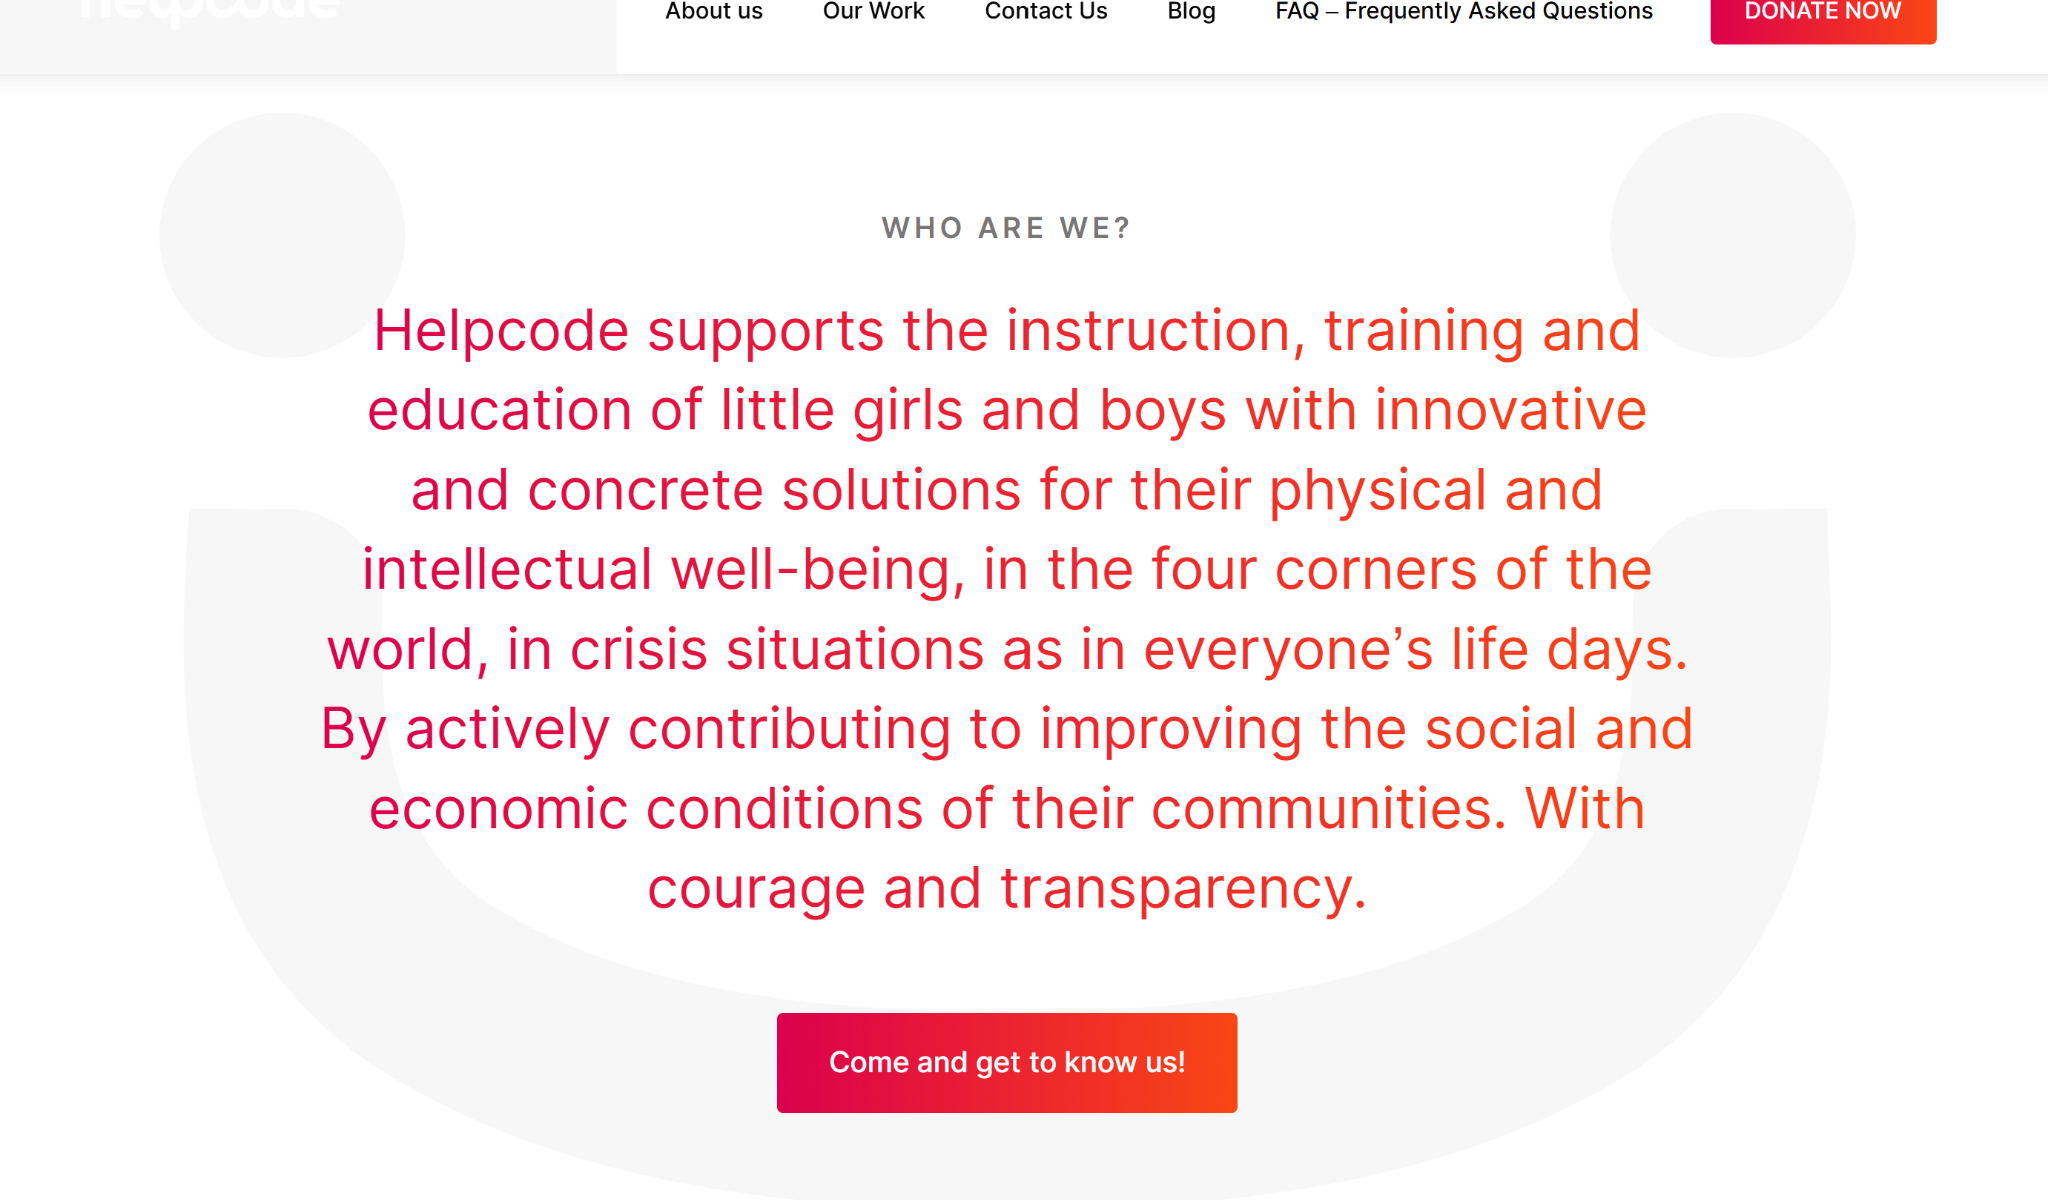 helpcode
About us
Our Work
Contact Us
Blog
FAQ – Frequently Asked Questions
DONATE NOW
WHO ARE WE?
Helpcode supports the instruction, training and
education of little girls and boys with innovative
and concrete solutions for their physical and
intellectual well-being, in the four corners of the
world, in crisis situations as in everyone’s life days.
By actively contributing to improving the social and
economic conditions of their communities. With
courage and transparency.
Come and get to know us!